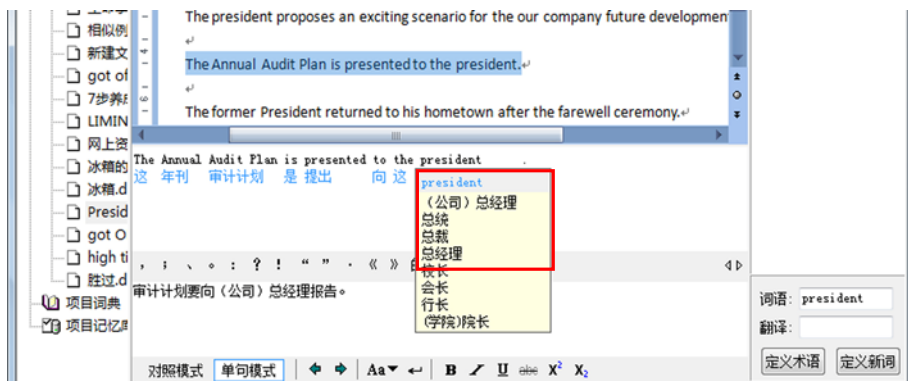 相似例
新建文
got of
7步养成
LIMIN
网上资
冰箱的
冰箱.d
Presid
got O
high ti
胜过.d
项目词典
项目记忆库
The president proposes an exciting scenario for the our company future developmen
The Annual Audit Plan is presented to the president.
The former President returned to his hometown after the farewell ceremony.
The Annual Audit Plan is presented to the president .
这 年刊 审计计划 是 提出 向 这
president
（公司）总经理
总统
总裁
总经理
校长
会长
行长
(学院)院长
， ； 、 。 ： ？ ！ “ ” · 《 》
审计计划要向（公司）总经理报告。
对照模式 单句模式 Aa B I U abc X² X₂
词语: president
翻译:
定义术语 定义新词